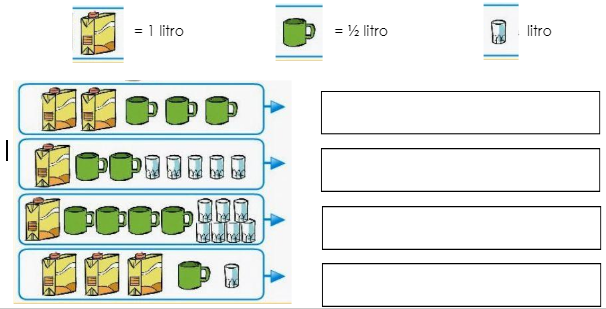 = 1 litro
= ½ litro
litro